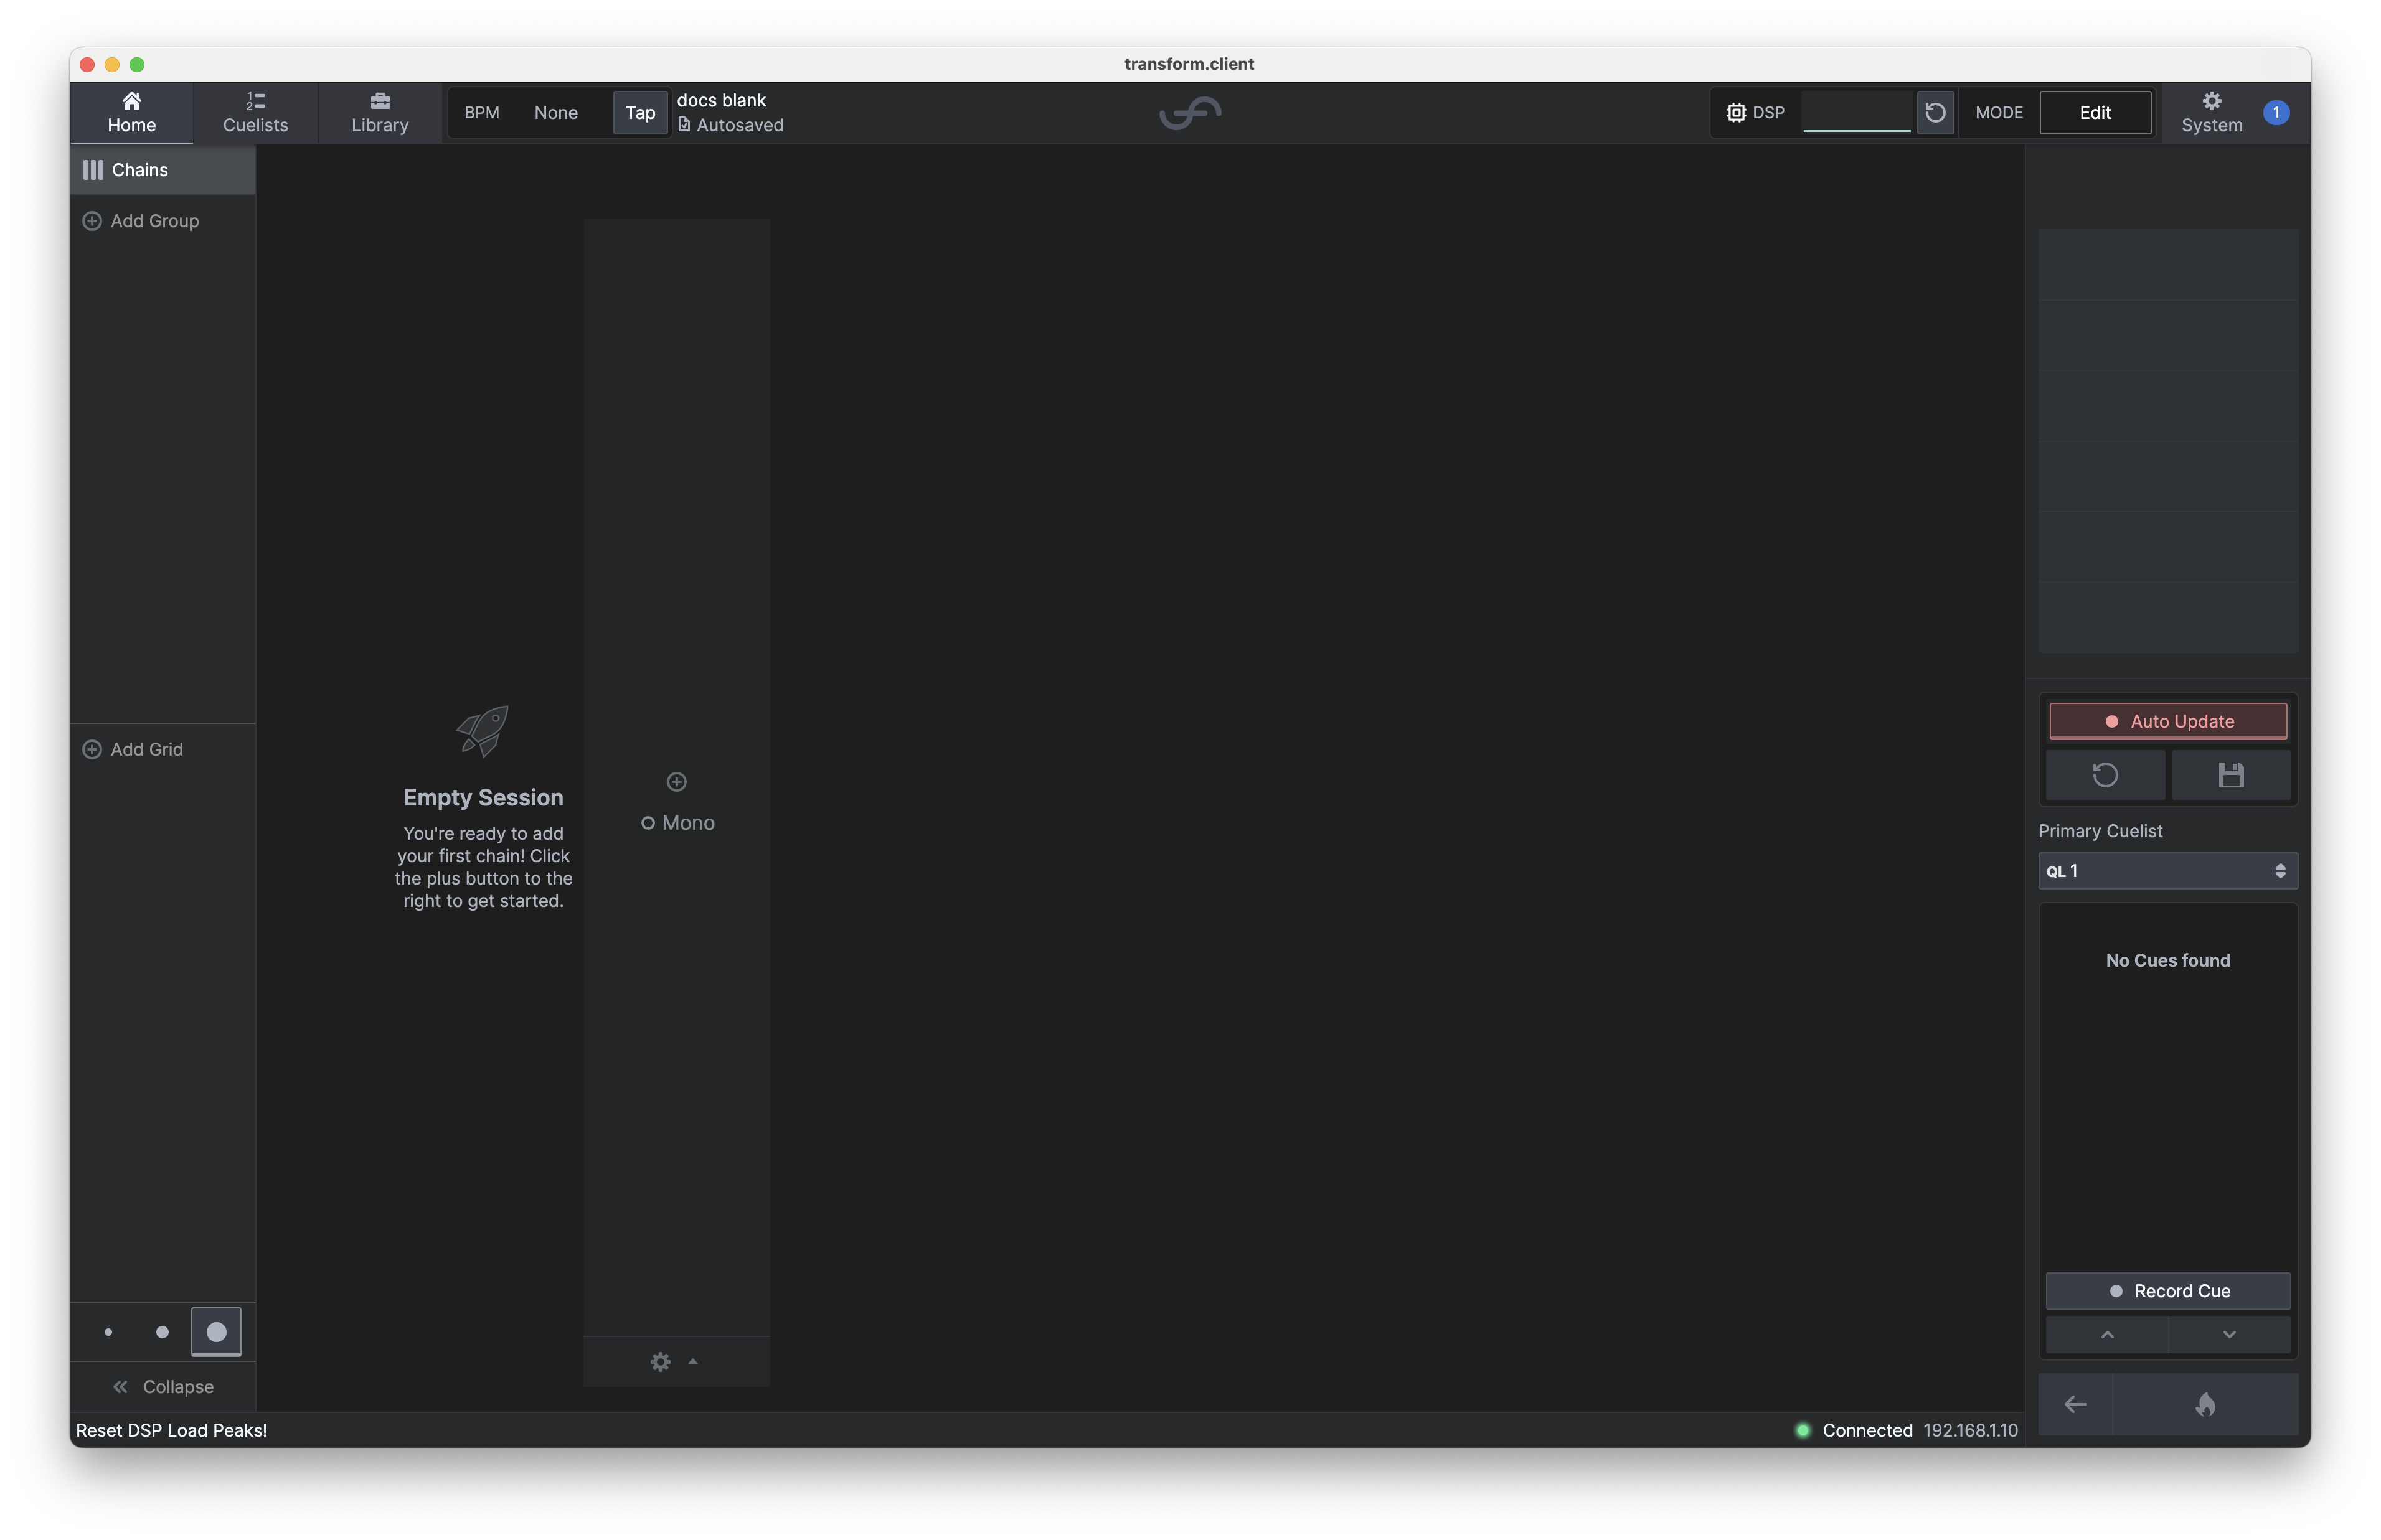 transform.client
Home
Cuelists
Library
BPM
None
Tap
docs blank
Autosaved
DSP
MODE
Edit
System
1
Chains
Add Group
Add Grid
Collapse
Empty Session
You're ready to add
your first chain! Click
the plus button to the
right to get started.
Mono
Auto Update
Primary Cuelist
QL 1
No Cues found
Record Cue
Reset DSP Load Peaks!
Connected 192.168.1.10